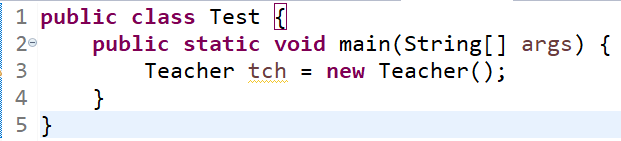 1 public class Test {
2 public static void main(String[] args) {
3 Teacher tch = new Teacher();
4 }
5 }